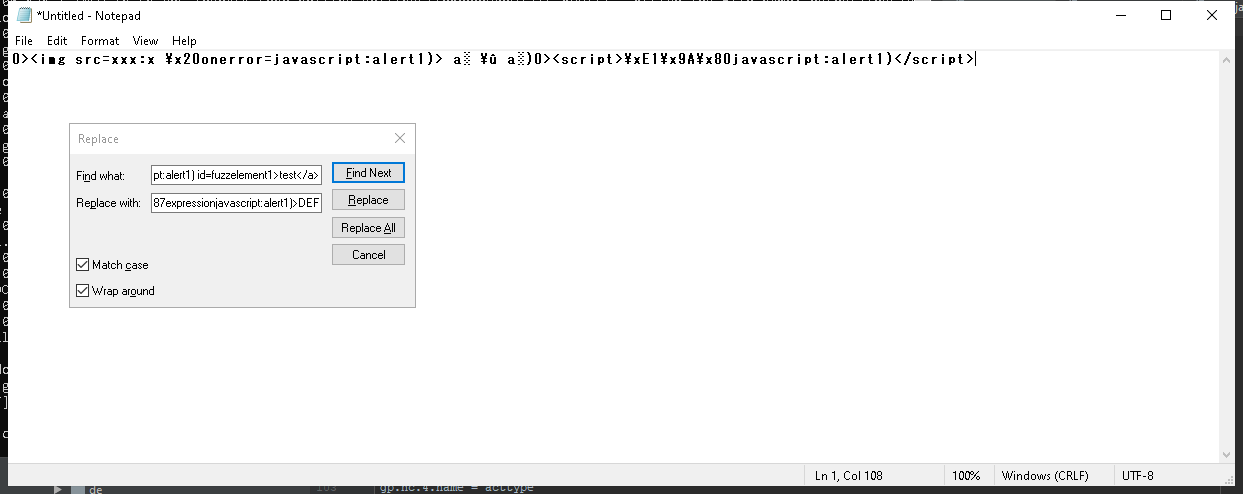 *Untitled - Notepad
File Edit Format View Help
0><img src=xxx:x ¥x20onerror=javascript:alert1)> a░ ¥û a░)0><script>¥xE1¥x9A¥x80javascript:alert1)</script>
Replace
Find what: pt:alert1) id=fuzzelement1>test</a> Find Next
Replace with: 87expressionjavascript:alert1)>DEF Replace
Replace All
Cancel
Match case
Wrap around
Ln 1, Col 108 100% Windows (CRLF) UTF-8
de gp.nc.4.name = acttype